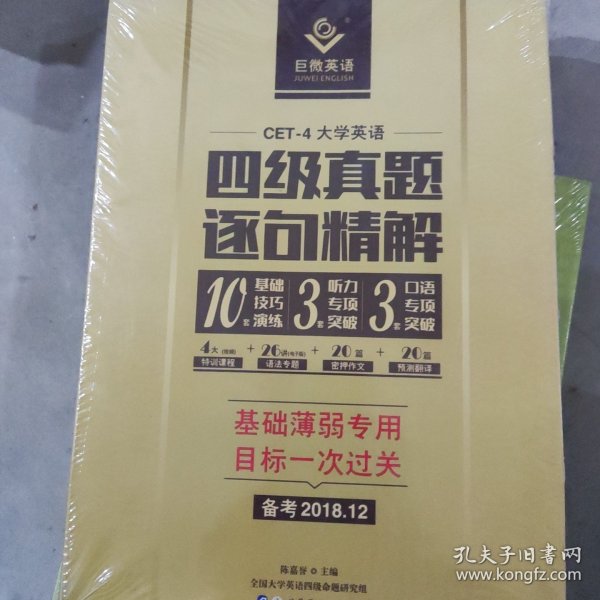 巨微英语
JUWEI ENGLISH
CET-4 大学英语
四级真题
逐句精解
10套 基础技巧演练 3套 听力专项突破 3套 口语专项突破
4大(视频) + 26讲(电子版) + 20篇 + 20篇
特训课程 语法专题 密押作文 预测翻译
基础薄弱专用
目标一次过关
备考2018.12
陈嘉誉 主编
全国大学英语四级命题研究组
孔夫子旧书网
www.kongfz.com